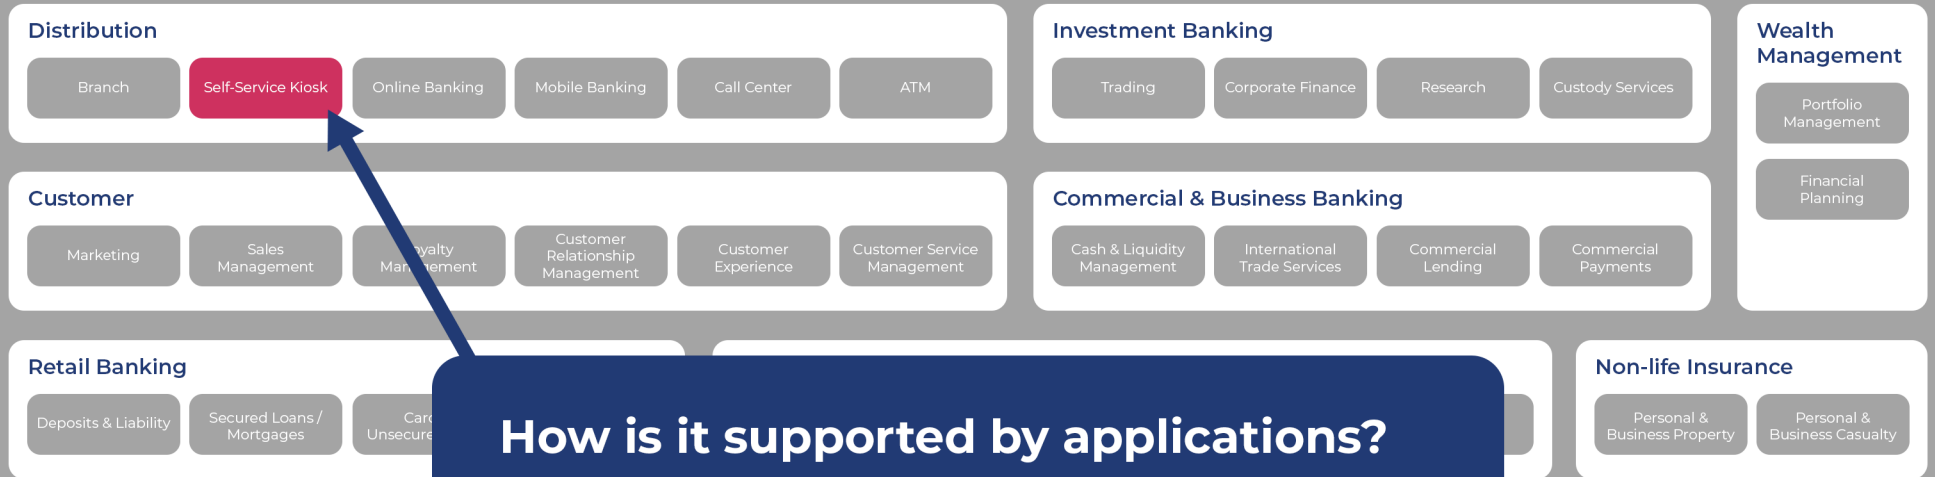 Distribution
Branch
Self-Service Kiosk
Online Banking
Mobile Banking
Call Center
ATM
Investment Banking
Trading
Corporate Finance
Research
Custody Services
Wealth
Management
Portfolio
Management
Financial
Planning
Customer
Marketing
Sales
Management
Management
Customer
Relationship
Management
Customer
Experience
Customer Service
Management
Commercial & Business Banking
Cash & Liquidity
Management
International
Trade Services
Commercial
Lending
Commercial
Payments
Retail Banking
Deposits & Liability
Secured Loans /
Mortgages
Non-life Insurance
Personal &
Business Property
Personal &
Business Casualty
How is it supported by applications?